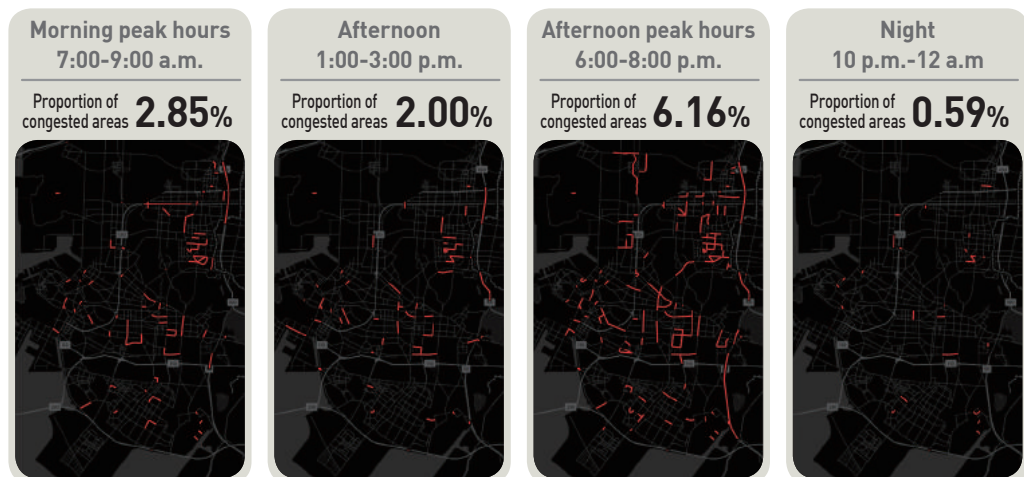 Morning peak hours
7:00-9:00 a.m.
Proportion of
congested areas 2.85%
Afternoon
1:00-3:00 p.m.
Proportion of
congested areas 2.00%
Afternoon peak hours
6:00-8:00 p.m.
Proportion of
congested areas 6.16%
Night
10 p.m.-12 a.m
Proportion of
congested areas 0.59%